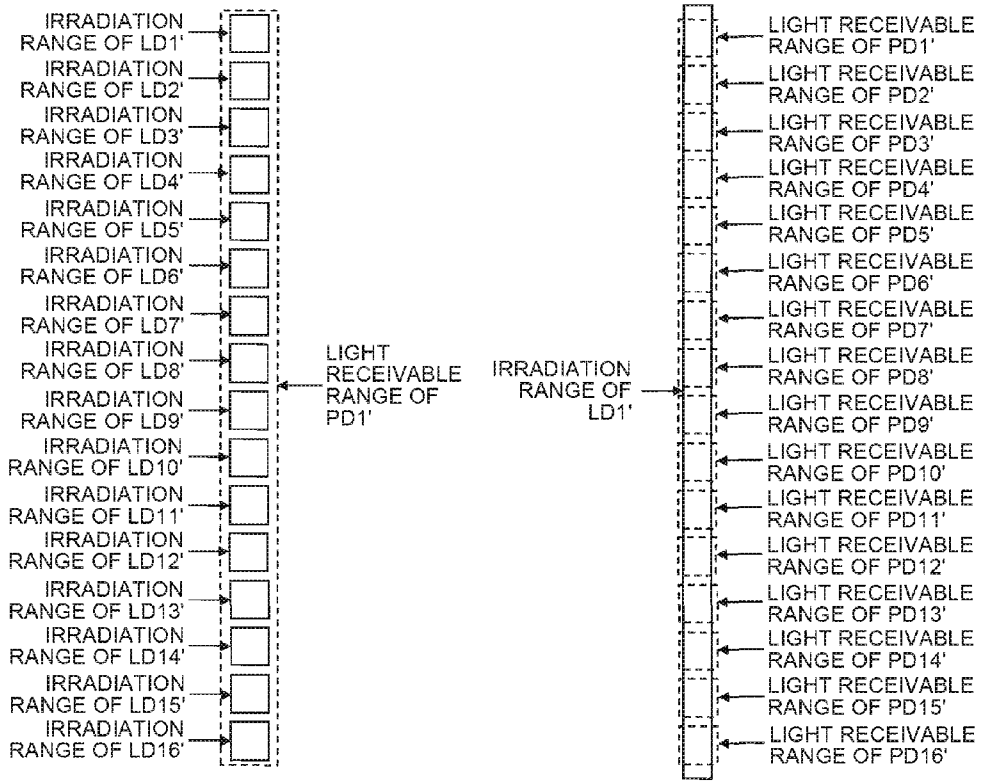 IRRADIATION
RANGE OF LD1'
IRRADIATION
RANGE OF LD2'
IRRADIATION
RANGE OF LD3'
IRRADIATION
RANGE OF LD4'
IRRADIATION
RANGE OF LD5'
IRRADIATION
RANGE OF LD6'
IRRADIATION
RANGE OF LD7'
IRRADIATION
RANGE OF LD8'
IRRADIATION
RANGE OF LD9'
IRRADIATION
RANGE OF LD10'
IRRADIATION
RANGE OF LD11'
IRRADIATION
RANGE OF LD12'
IRRADIATION
RANGE OF LD13'
IRRADIATION
RANGE OF LD14'
IRRADIATION
RANGE OF LD15'
IRRADIATION
RANGE OF LD16'
LIGHT
RECEIVABLE
RANGE OF
PD1'
IRRADIATION
RANGE OF
LD1'
LIGHT RECEIVABLE
RANGE OF PD1'
LIGHT RECEIVABLE
RANGE OF PD2'
LIGHT RECEIVABLE
RANGE OF PD3'
LIGHT RECEIVABLE
RANGE OF PD4'
LIGHT RECEIVABLE
RANGE OF PD5'
LIGHT RECEIVABLE
RANGE OF PD6'
LIGHT RECEIVABLE
RANGE OF PD7'
LIGHT RECEIVABLE
RANGE OF PD8'
LIGHT RECEIVABLE
RANGE OF PD9'
LIGHT RECEIVABLE
RANGE OF PD10'
LIGHT RECEIVABLE
RANGE OF PD11'
LIGHT RECEIVABLE
RANGE OF PD12'
LIGHT RECEIVABLE
RANGE OF PD13'
LIGHT RECEIVABLE
RANGE OF PD14'
LIGHT RECEIVABLE
RANGE OF PD15'
LIGHT RECEIVABLE
RANGE OF PD16'